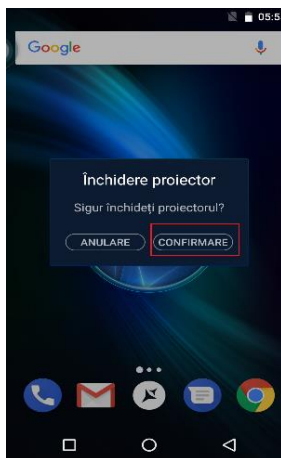 05:5
Google
Închidere proiector
Sigur închideți proiectorul?
ANULARE
CONFIRMARE